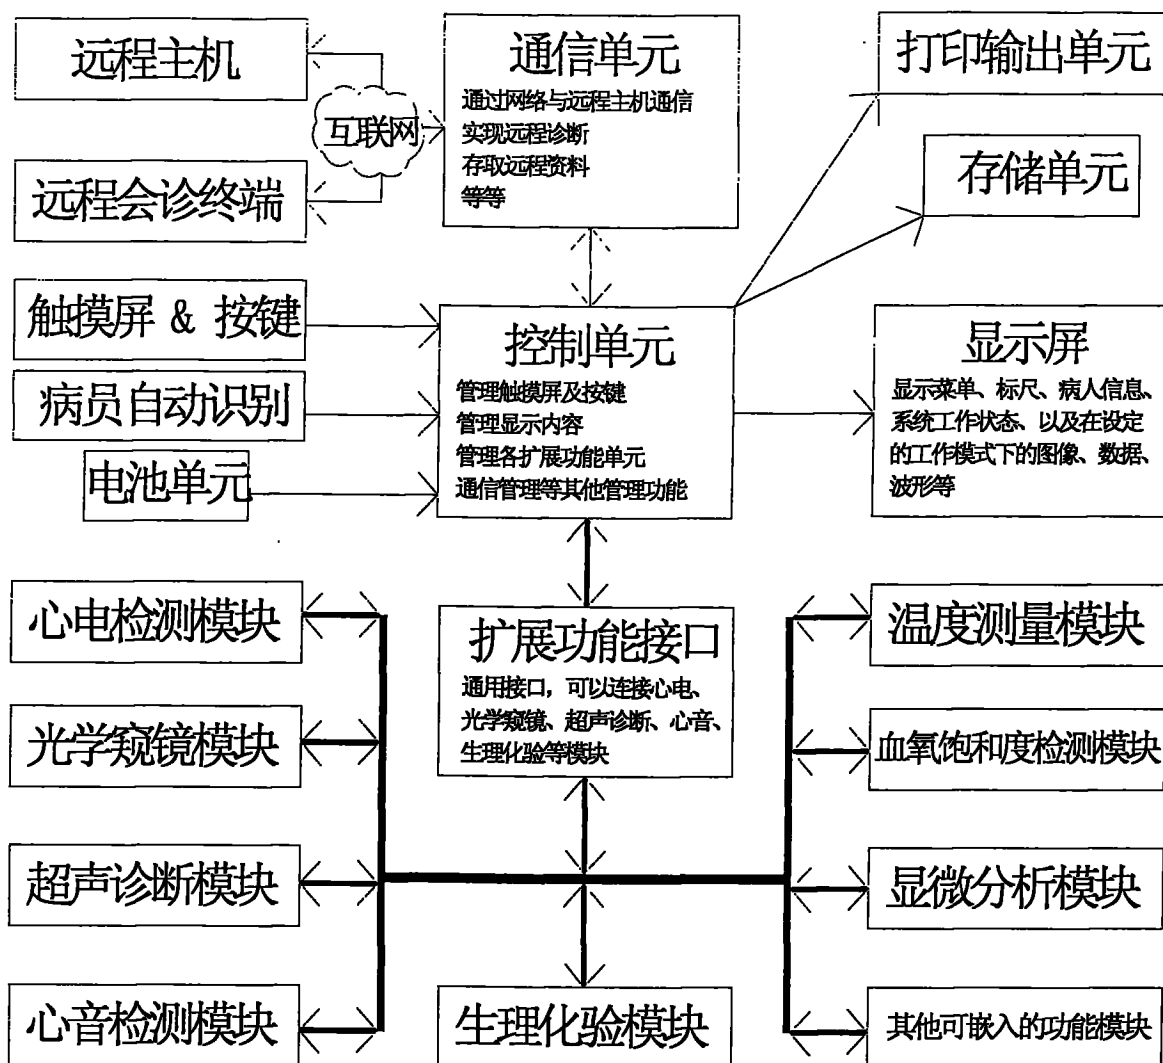 远程主机
通信单元
通过网络与远程主机通信
实现远程诊断
存取远程资料
等等
打印输出单元
互联网
存储单元
远程会诊终端
触摸屏 & 按键
控制单元
管理触摸屏及按键
管理显示内容
管理各扩展功能单元
通信管理等其他管理功能
显示屏
显示菜单、标尺、病人信息、
系统工作状态、以及在设定
的工作模式下的图像、数据、
波形等
病员自动识别
电池单元
心电检测模块
扩展功能接口
通用接口，可以连接心电、
光学窥镜、超声诊断、心音、
生理化验等模块
温度测量模块
光学窥镜模块
血氧饱和度检测模块
超声诊断模块
显微分析模块
心音检测模块
生理化验模块
其他可嵌入的功能模块